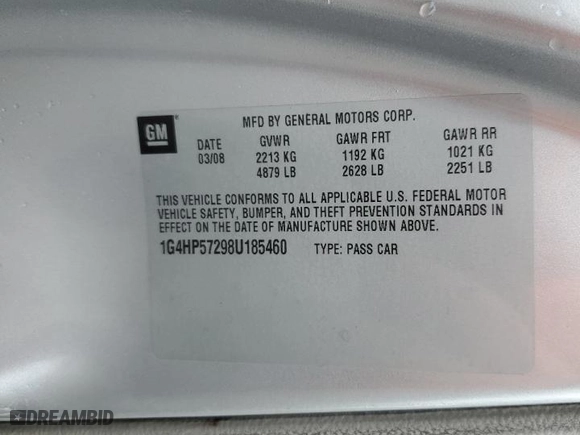 MFD BY GENERAL MOTORS CORP.
GM
DATE GVWR GAWR FRT GAWR RR
03/08 2213 KG 1192 KG 1021 KG
4879 LB 2628 LB 2251 LB
THIS VEHICLE CONFORMS TO ALL APPLICABLE U.S. FEDERAL MOTOR
VEHICLE SAFETY, BUMPER, AND THEFT PREVENTION STANDARDS IN
EFFECT ON THE DATE OF MANUFACTURE SHOWN ABOVE.
1G4HP57298U185460 TYPE: PASS CAR
DREAMBID